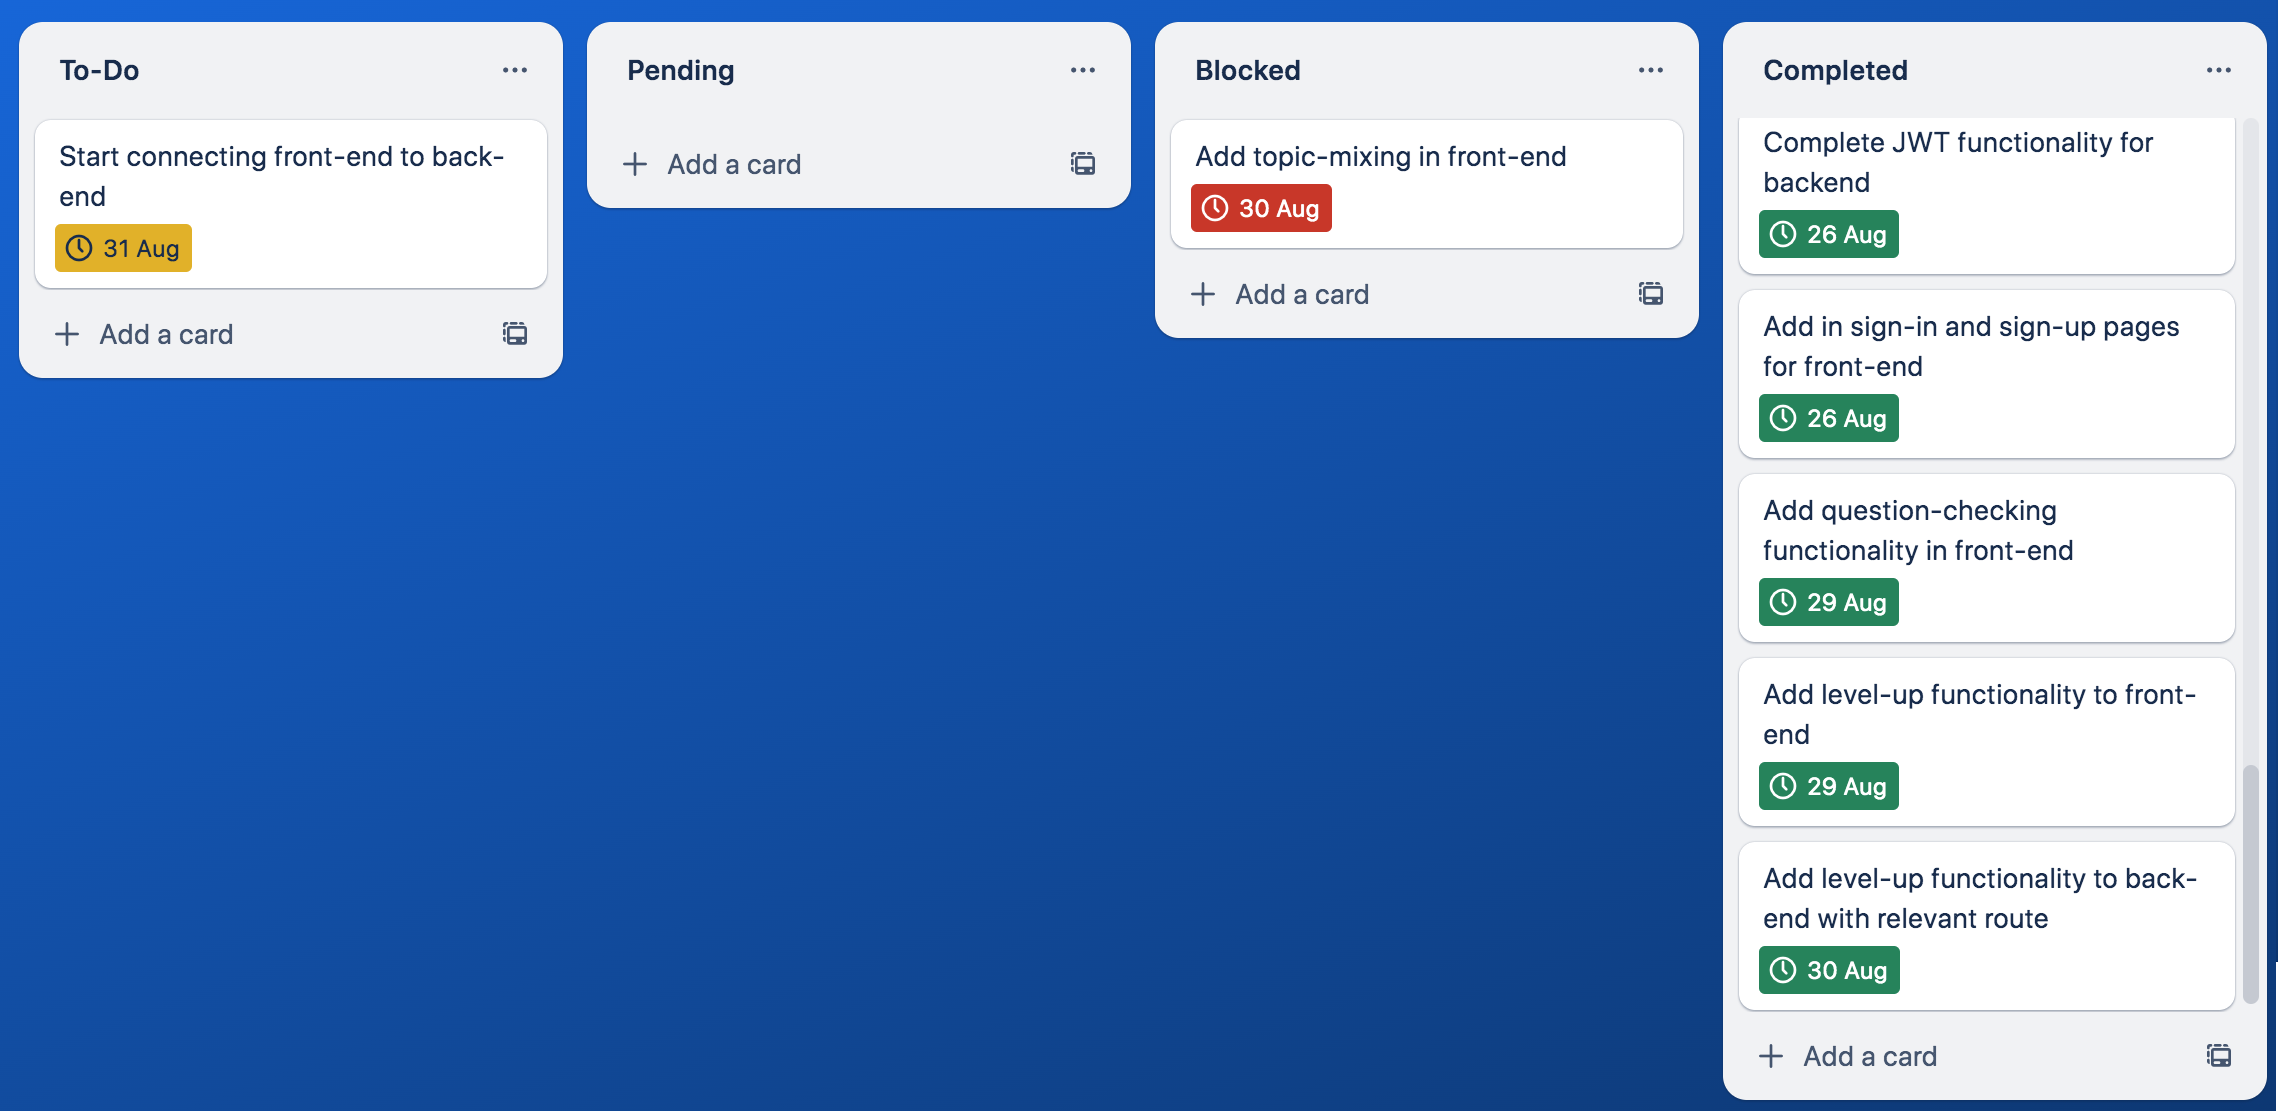 To-Do
Start connecting front-end to back-
end
31 Aug
Add a card
Pending
Add a card
Blocked
Add topic-mixing in front-end
30 Aug
Add a card
Completed
Complete JWT functionality for
backend
26 Aug
Add in sign-in and sign-up pages
for front-end
26 Aug
Add question-checking
functionality in front-end
29 Aug
Add level-up functionality to front-
end
29 Aug
Add level-up functionality to back-
end with relevant route
30 Aug
Add a card